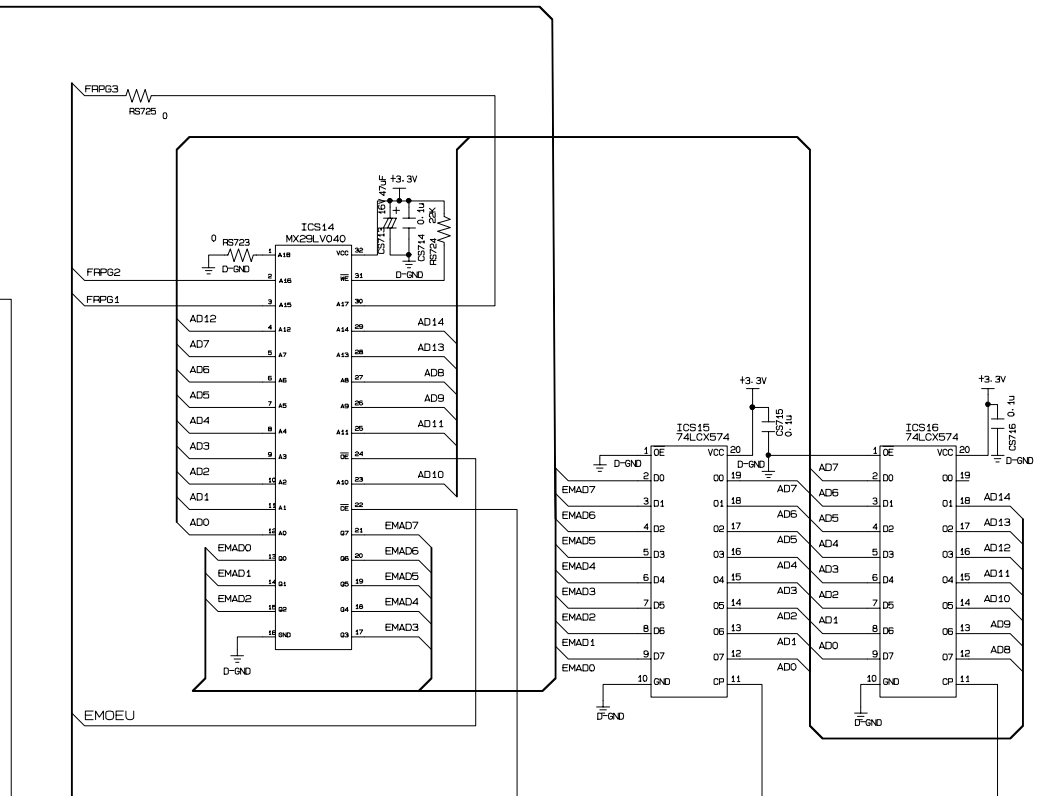 FRPG3
RS725 0
+3.3V
16V 47uF
CS713
+
0.1u
CS714
22K
RS724
D-GND
ICS14
MX29LV040
0 RS723
D-GND
1 A18 VCC 32
FRPG2
2 A16 WE 31
FRPG1
3 A15 A17 30
AD12 4 A12 A14 29 AD14
AD7 5 A7 A13 28 AD13
AD6 6 A6 A8 27 AD8
AD5 7 A5 A9 26 AD9
AD4 8 A4 A11 25 AD11
AD3 9 A3 OE 24
AD2 10 A2 A10 23 AD10
AD1 11 A1 CE 22
AD0 12 A0 Q7 21 EMAD7
EMAD0 13 Q0 Q6 20 EMAD6
EMAD1 14 Q1 Q5 19 EMAD5
EMAD2 15 Q2 Q4 18 EMAD4
16 GND Q3 17 EMAD3
D-GND
EMOEU
+3.3V
CS715
0.1u
D-GND
ICS15
74LCX574
D-GND
1 OE VCC 20
EMAD7 2 D0 O0 19 AD7
EMAD6 3 D1 O1 18 AD6
EMAD5 4 D2 O2 17 AD5
EMAD4 5 D3 O3 16 AD4
EMAD3 6 D4 O4 15 AD3
EMAD2 7 D5 O5 14 AD2
EMAD1 8 D6 O6 13 AD1
EMAD0 9 D7 O7 12 AD0
10 GND CP 11
D-GND
+3.3V
CS716 0.1u
D-GND
ICS16
74LCX574
1 OE VCC 20
AD7 2 D0 O0 19
AD6 3 D1 O1 18 AD14
AD5 4 D2 O2 17 AD13
AD4 5 D3 O3 16 AD12
AD3 6 D4 O4 15 AD11
AD2 7 D5 O5 14 AD10
AD1 8 D6 O6 13 AD9
AD0 9 D7 O7 12 AD8
10 GND CP 11
D-GND